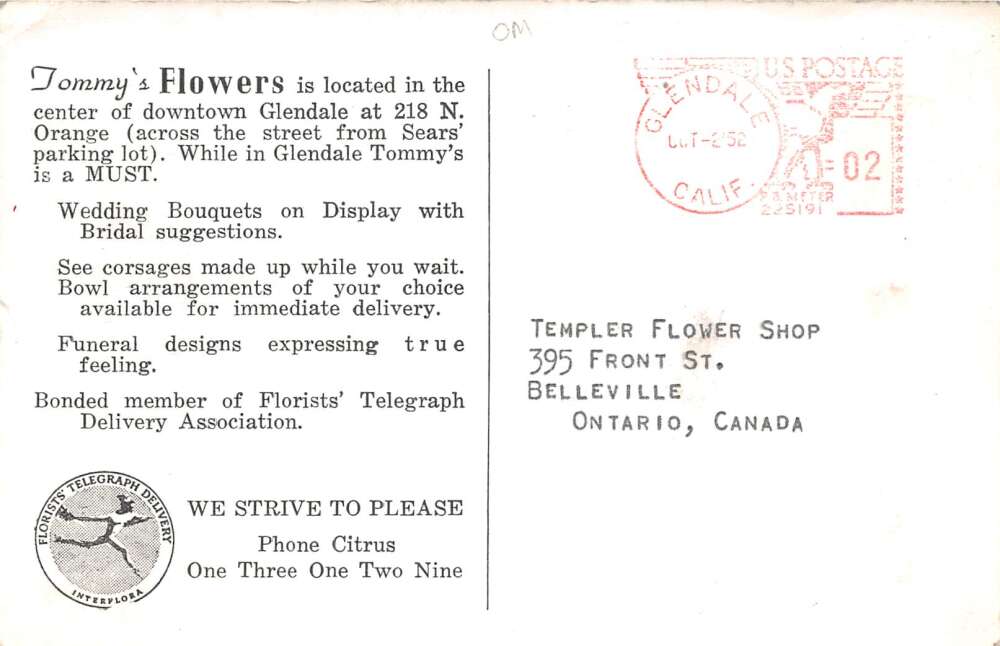 OM
Tommy's Flowers is located in the
center of downtown Glendale at 218 N.
Orange (across the street from Sears'
parking lot). While in Glendale Tommy's
is a MUST.
Wedding Bouquets on Display with
Bridal suggestions.
See corsages made up while you wait.
Bowl arrangements of your choice
available for immediate delivery.
Funeral designs expressing true
feeling.
Bonded member of Florists' Telegraph
Delivery Association.
FLORISTS' TELEGRAPH DELIVERY
INTERFLORA
WE STRIVE TO PLEASE
Phone Citrus
One Three One Two Nine
U.S POSTAGE
GLENDALE
OCT-2'52
CALIF.
02
P.B. METER
225191
TEMPLER FLOWER SHOP
395 FRONT ST.
BELLEVILLE
ONTARIO, CANADA